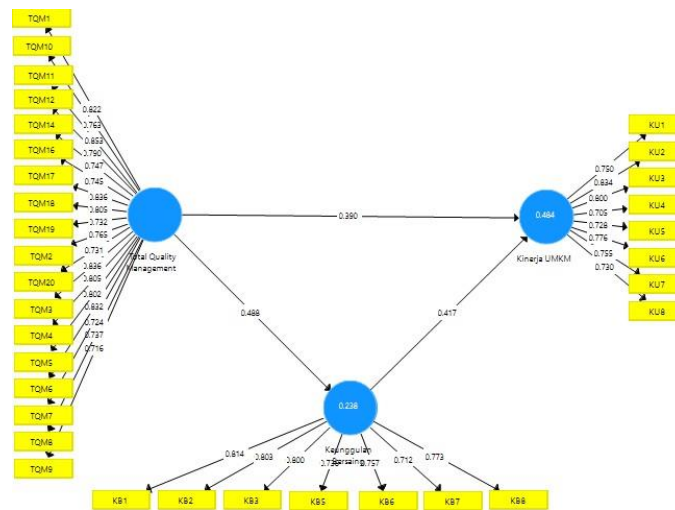 TQM1
TQM10
TQM11
TQM12
TQM14
TQM16
TQM17
TQM18
TQM19
TQM2
TQM20
TQM3
TQM4
TQM5
TQM6
TQM7
TQM8
TQM9
0.822
0.763
0.853
0.790
0.747
0.745
0.836
0.805
0.732
0.765
0.731
0.836
0.805
0.802
0.832
0.724
0.737
0.716
Total Quality
Management
0.390
0.488
0.417
0.484
Kinerja UMKM
0.750
0.834
0.800
0.705
0.728
0.776
0.755
0.730
KU1
KU2
KU3
KU4
KU5
KU6
KU7
KU8
0.238
Keunggulan
Bersaing
0.814
0.803
0.800
0.757
0.712
0.773
KB1
KB2
KB3
KB5
KB6
KB7
KB8